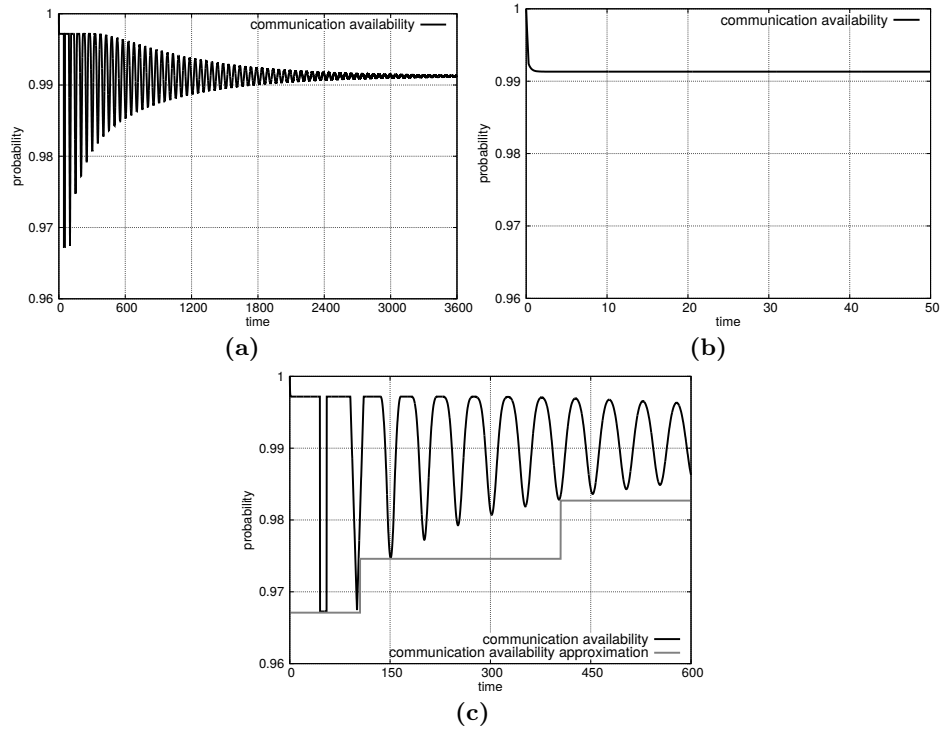 communication availability
1
0.99
0.98
0.97
0.96
probability
0 600 1200 1800 2400 3000 3600
time
(a)
communication availability
1
0.99
0.98
0.97
0.96
probability
0 10 20 30 40 50
time
(b)
1
0.99
0.98
0.97
0.96
probability
communication availability
communication availability approximation
0 150 300 450 600
time
(c)